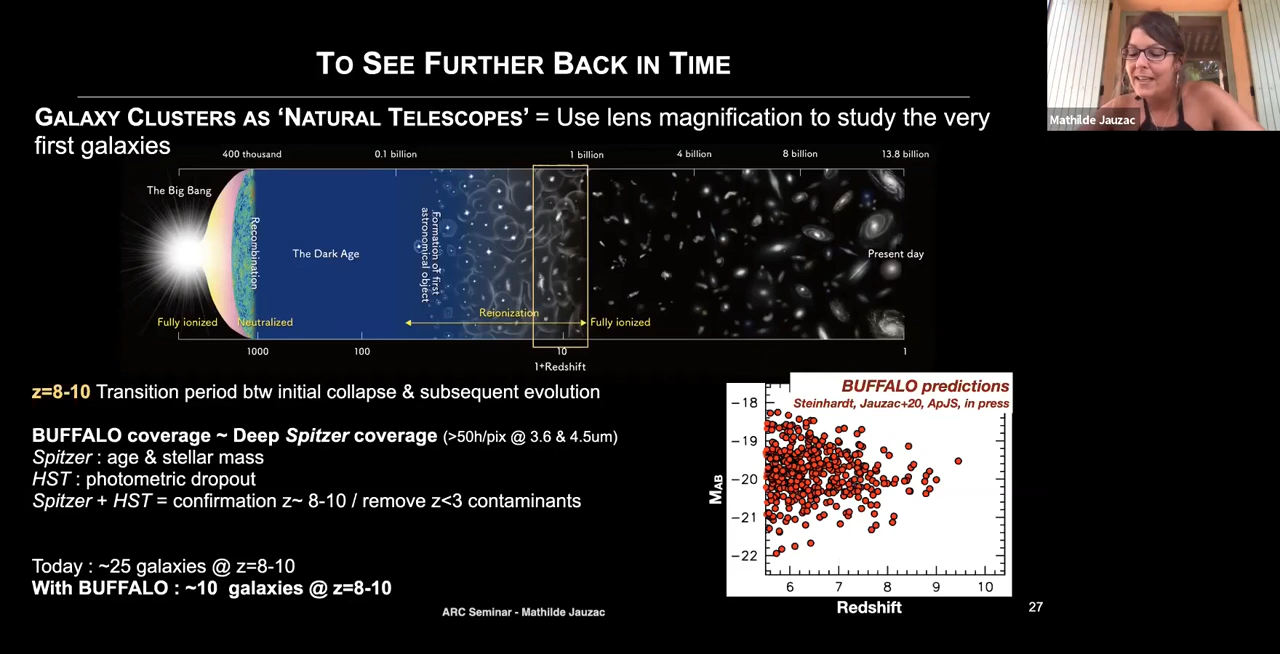 TO SEE FURTHER BACK IN TIME
Mathilde Jauzac
GALAXY CLUSTERS AS ‘NATURAL TELESCOPES’ = Use lens magnification to study the very
first galaxies
400 thousand 0.1 billion 1 billion 4 billion 8 billion 13.8 billion
The Big Bang
Recombination
The Dark Age
Formation of first
astronomical object
Present day
Reionization
Fully ionized Neutralized Fully ionized
1000 100 10 1
1+Redshift
z=8-10 Transition period btw initial collapse & subsequent evolution
BUFFALO coverage ~ Deep Spitzer coverage (>50h/pix @ 3.6 & 4.5um)
Spitzer : age & stellar mass
HST : photometric dropout
Spitzer + HST = confirmation z~ 8-10 / remove z<3 contaminants
Today : ~25 galaxies @ z=8-10
With BUFFALO : ~10 galaxies @ z=8-10
BUFFALO predictions
Steinhardt, Jauzac+20, ApJS, in press
−18
−19
−20
−21
−22
MAB
6 7 8 9 10
Redshift
ARC Seminar - Mathilde Jauzac
27